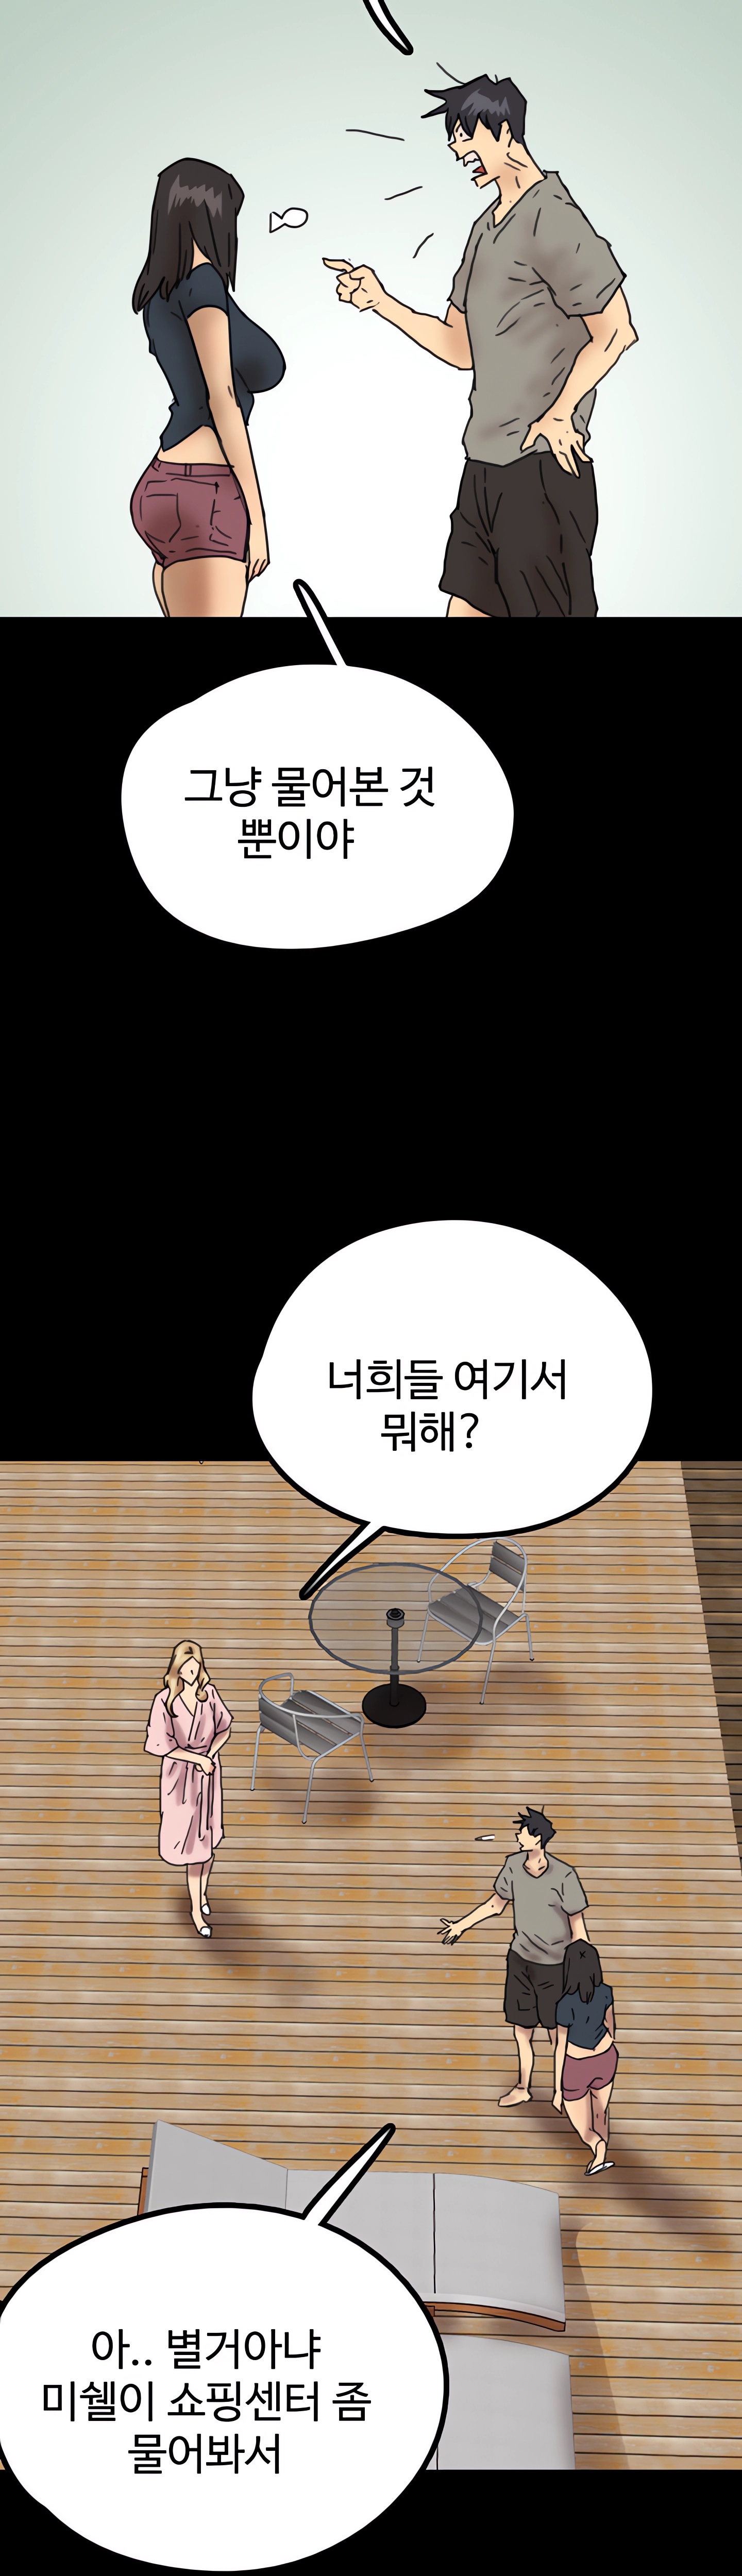 그냥 물어본 것
뿐이야
너희들 여기서
뭐해?
아.. 별거아냐
미쉘이 쇼핑센터 좀
물어봐서